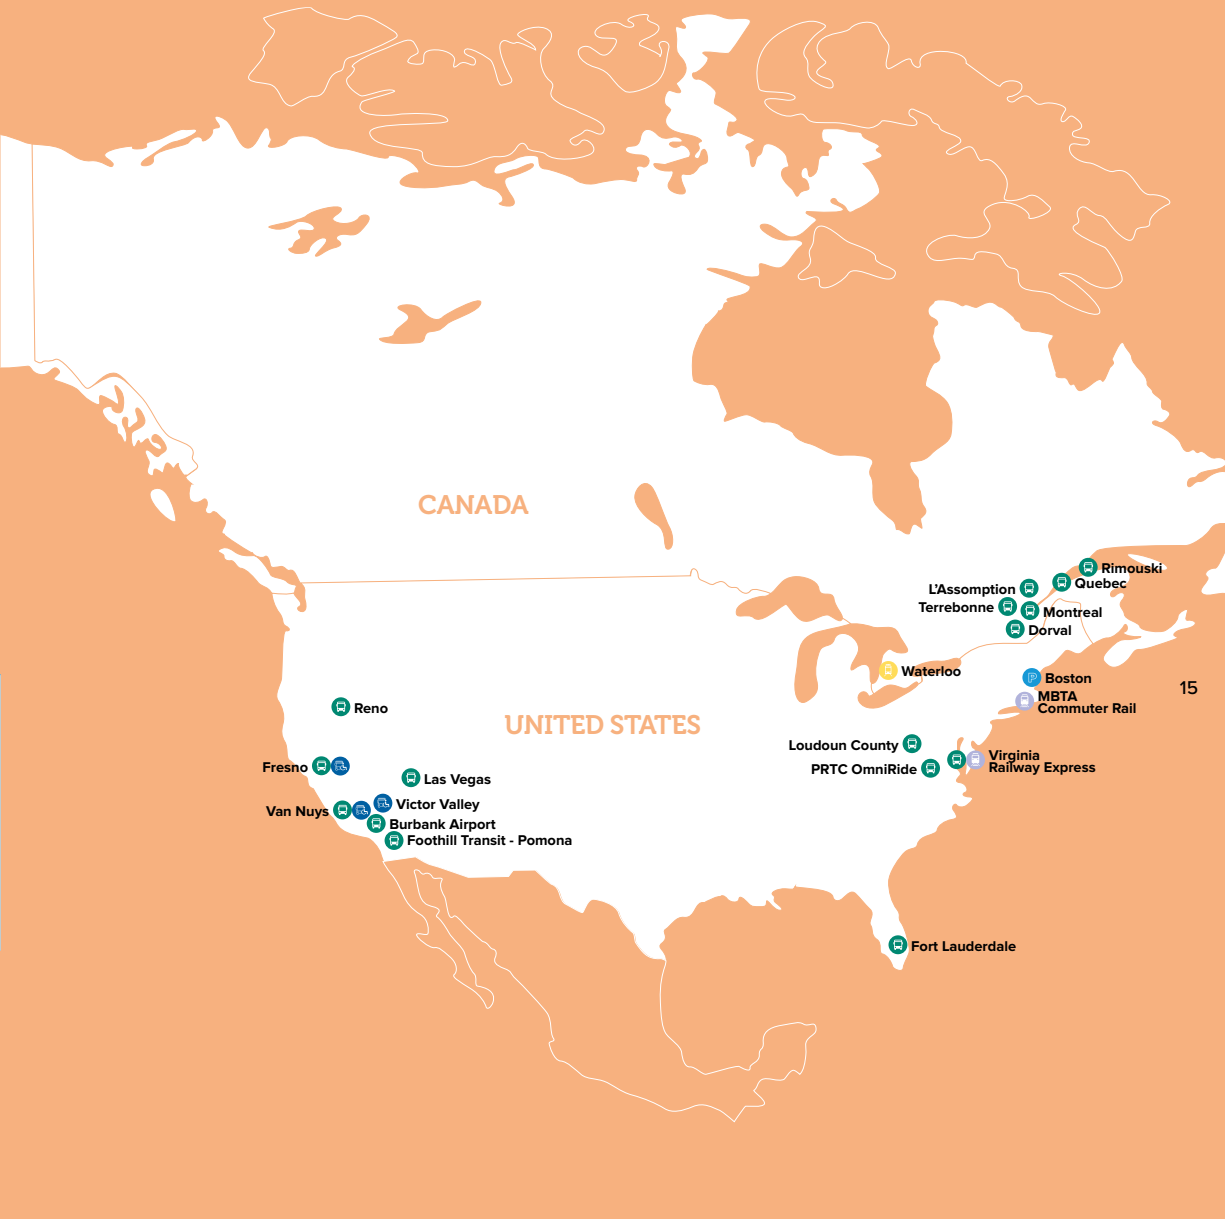 CANADA
Rimouski
Quebec
L'Assomption
Terrebonne
Montreal
Dorval
Waterloo
Boston
MBTA
Commuter Rail
15
Reno
UNITED STATES
Loudoun County
Virginia
Railway Express
PRTC OmniRide
Fresno
Las Vegas
Victor Valley
Van Nuys
Burbank Airport
Foothill Transit - Pomona
Fort Lauderdale